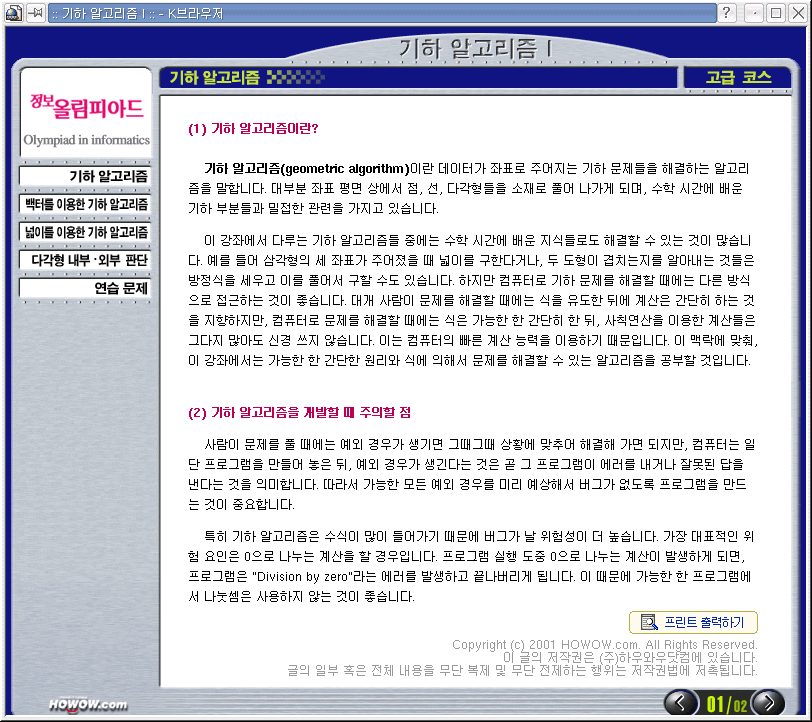 :: 기하 알고리즘 I :: - K브라우저
기하 알고리즘 I
정보올림피아드
Olympiad in informatics
기하 알고리즘
고급 코스
기하 알고리즘
백터를 이용한 기하 알고리즘
넓이를 이용한 기하 알고리즘
다각형 내부·외부 판단
연습 문제
(1) 기하 알고리즘이란?
기하 알고리즘(geometric algorithm)이란 데이터가 좌표로 주어지는 기하 문제들을 해결하는 알고리
즘을 말합니다. 대부분 좌표 평면 상에서 점, 선, 다각형들을 소재로 풀어 나가게 되며, 수학 시간에 배운
기하 부분들과 밀접한 관련을 가지고 있습니다.
이 강좌에서 다루는 기하 알고리즘들 중에는 수학 시간에 배운 지식들로도 해결할 수 있는 것이 많습니
다. 예를 들어 삼각형의 세 좌표가 주어졌을 때 넓이를 구한다거나, 두 도형이 겹치는지를 알아내는 것들은
방정식을 세우고 이를 풀어서 구할 수도 있습니다. 하지만 컴퓨터로 기하 문제를 해결할 때에는 다른 방식
으로 접근하는 것이 좋습니다. 대개 사람이 문제를 해결할 때에는 식을 유도한 뒤에 계산은 간단히 하는 것
을 지향하지만, 컴퓨터로 문제를 해결할 때에는 식은 가능한 한 간단히 한 뒤, 사칙연산을 이용한 계산들은
그다지 많아도 신경 쓰지 않습니다. 이는 컴퓨터의 빠른 계산 능력을 이용하기 때문입니다. 이 맥락에 맞춰,
이 강좌에서는 가능한 한 간단한 원리와 식에 의해서 문제를 해결할 수 있는 알고리즘을 공부할 것입니다.
(2) 기하 알고리즘을 개발할 때 주의할 점
사람이 문제를 풀 때에는 예외 경우가 생기면 그때그때 상황에 맞추어 해결해 가면 되지만, 컴퓨터는 일
단 프로그램을 만들어 놓은 뒤, 예외 경우가 생긴다는 것은 곧 그 프로그램이 에러를 내거나 잘못된 답을
낸다는 것을 의미합니다. 따라서 가능한 모든 예외 경우를 미리 예상해서 버그가 없도록 프로그램을 만드
는 것이 중요합니다.
특히 기하 알고리즘은 수식이 많이 들어가기 때문에 버그가 날 위험성이 더 높습니다. 가장 대표적인 위
험 요인은 0으로 나누는 계산을 할 경우입니다. 프로그램 실행 도중 0으로 나누는 계산이 발생하게 되면,
프로그램은 "Division by zero"라는 에러를 발생하고 끝나버리게 됩니다. 이 때문에 가능한 한 프로그램에
서 나눗셈은 사용하지 않는 것이 좋습니다.
프린트 출력하기
Copyright (c) 2001 HOWOW.com. All Rights Reserved.
이 글의 저작권은 (주)하우와우닷컴에 있습니다.
글의 일부 혹은 전체 내용을 무단 복제 및 무단 전제하는 행위는 저작권법에 저촉됩니다.
HOWOW.com
01/02